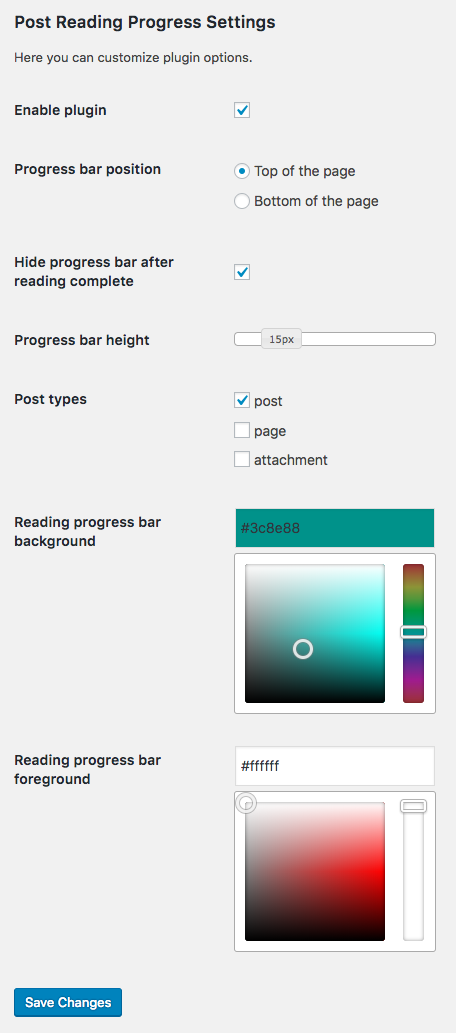 Post Reading Progress Settings
Here you can customize plugin options.
Enable plugin
Progress bar position
Top of the page
Bottom of the page
Hide progress bar after
reading complete
Progress bar height
15px
Post types
post
page
attachment
Reading progress bar
background
#3c8e88
Reading progress bar
foreground
#ffffff
Save Changes